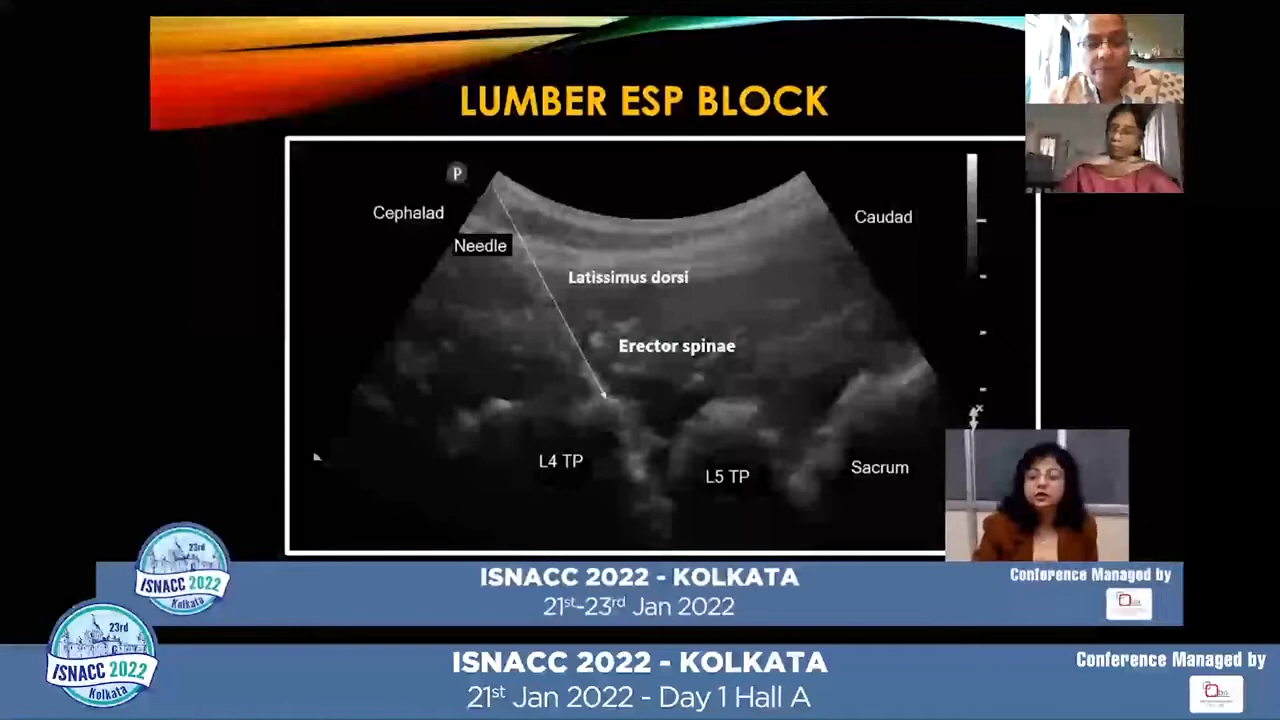 LUMBER ESP BLOCK
P
Cephalad
Caudad
Needle
Latissimus dorsi
Erector spinae
L4 TP
L5 TP
Sacrum
23rd
ISNACC 2022
Kolkata
ISNACC 2022 - KOLKATA
21st-23rd Jan 2022
Conference Managed by
23rd
ISNACC 2022
Kolkata
ISNACC 2022 - KOLKATA
21st Jan 2022 - Day 1 Hall A
Conference Managed by